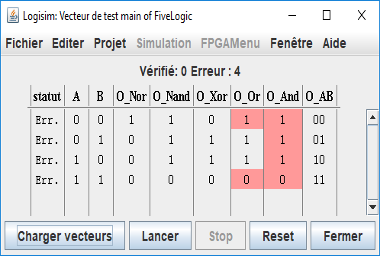 Logisim: Vecteur de test main of FiveLogic
Fichier Editer Projet Simulation FPGAMenu Fenêtre Aide
Vérifié: 0 Erreur : 4
statut A B O_Nor O_Nand O_Xor O_Or O_And O_AB
Err. 0 0 1 1 0 1 1 00
Err. 0 1 0 1 1 1 1 01
Err. 1 0 0 1 1 1 1 10
Err. 1 1 0 0 0 0 0 11
Charger vecteurs Lancer Stop Reset Fermer